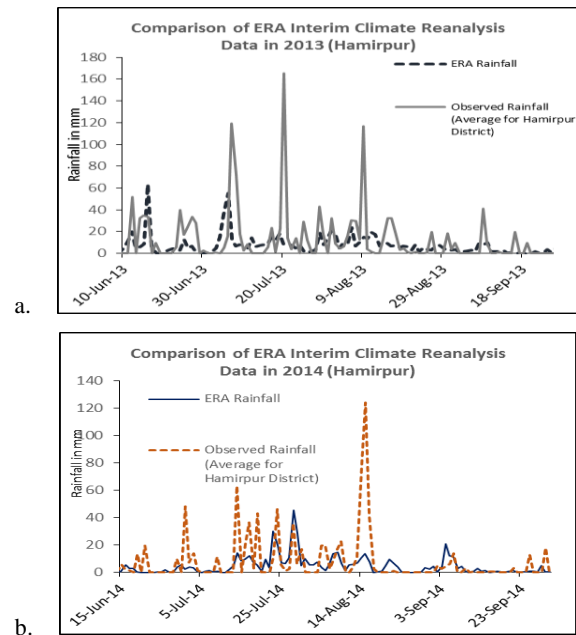 a.
Comparison of ERA Interim Climate Reanalysis
Data in 2013 (Hamirpur)
Rainfall in mm
180
160
140
120
100
80
60
40
20
0
ERA Rainfall
Observed Rainfall
(Average for Hamirpur
District)
10-Jun-13
30-Jun-13
20-Jul-13
9-Aug-13
29-Aug-13
18-Sep-13
b.
Comparison of ERA Interim Climate Reanalysis
Data in 2014 (Hamirpur)
Rainfall in mm
140
120
100
80
60
40
20
0
ERA Rainfall
Observed Rainfall
(Average for
Hamirpur District)
15-Jun-14
5-Jul-14
25-Jul-14
14-Aug-14
3-Sep-14
23-Sep-14